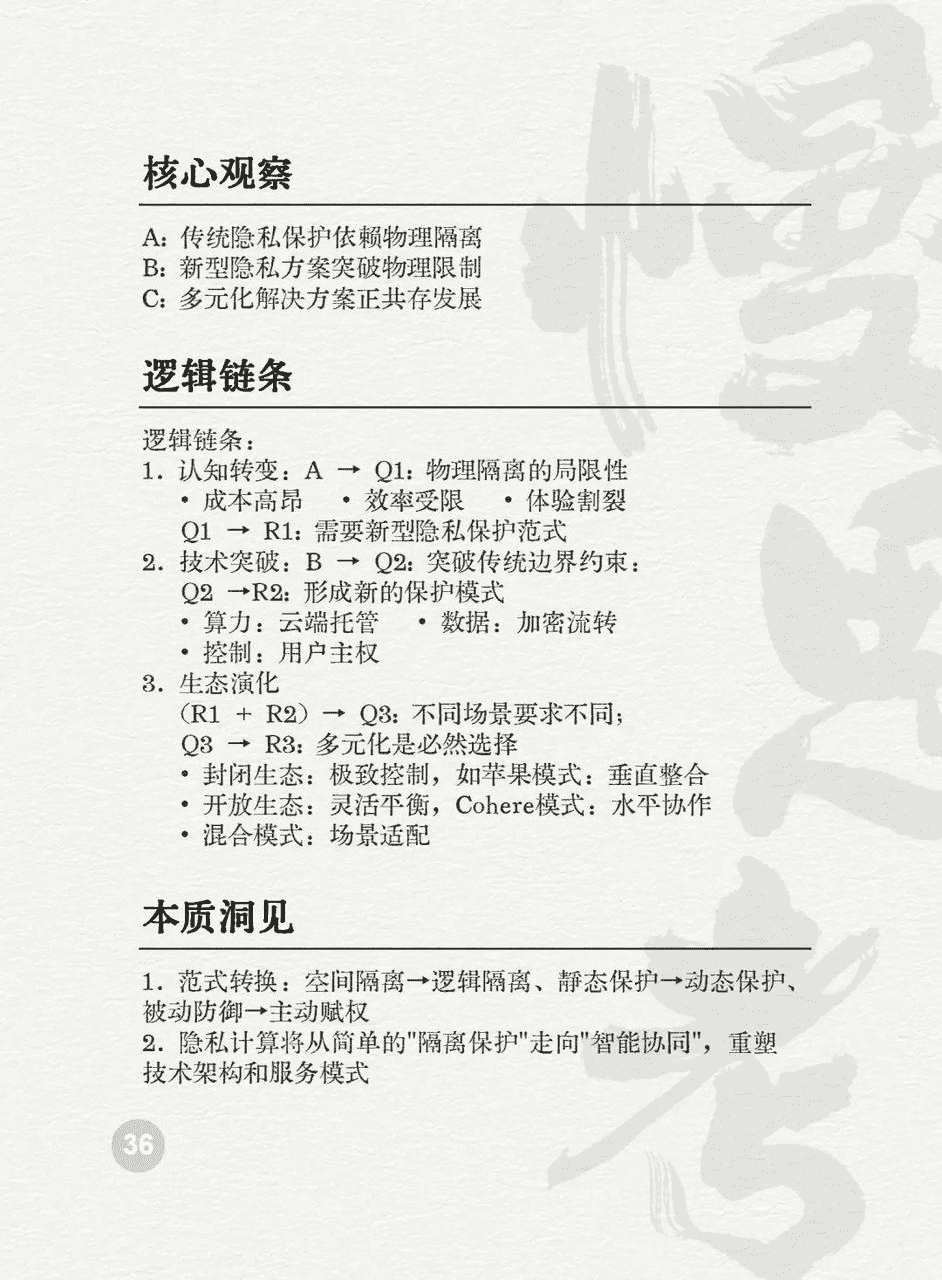 核心观察
A: 传统隐私保护依赖物理隔离
B: 新型隐私方案突破物理限制
C: 多元化解决方案正共存发展
逻辑链条
逻辑链条:
1. 认知转变: A → Q1: 物理隔离的局限性
• 成本高昂 • 效率受限 • 体验割裂
Q1 → R1: 需要新型隐私保护范式
2. 技术突破: B → Q2: 突破传统边界约束:
Q2 →R2: 形成新的保护模式
• 算力: 云端托管 • 数据: 加密流转
• 控制: 用户主权
3. 生态演化
(R1 + R2) → Q3: 不同场景要求不同;
Q3 → R3: 多元化是必然选择
• 封闭生态: 极致控制, 如苹果模式: 垂直整合
• 开放生态: 灵活平衡, Cohere模式: 水平协作
• 混合模式: 场景适配
本质洞见
1. 范式转换: 空间隔离→逻辑隔离、静态保护→动态保护、
被动防御→主动赋权
2. 隐私计算将从简单的"隔离保护"走向"智能协同", 重塑
技术架构和服务模式
36
慢思考